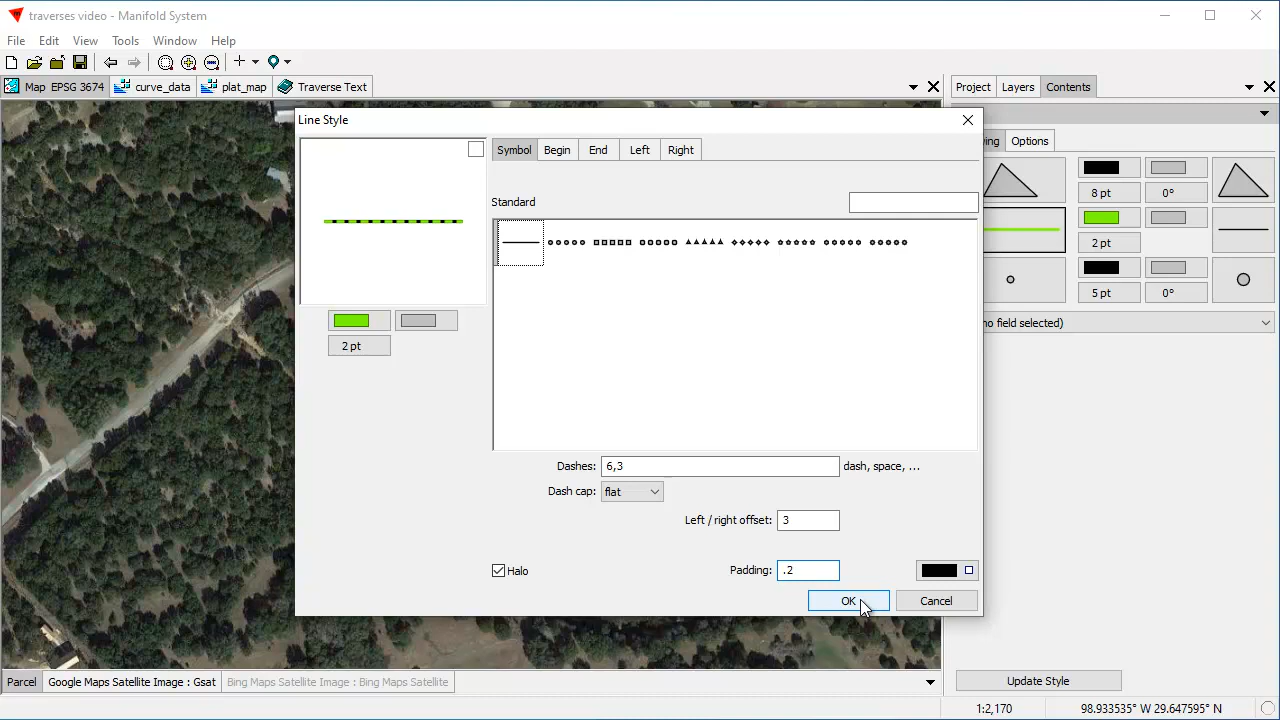 traverses video - Manifold System
File Edit View Tools Window Help
Map EPSG 3674 curve_data plat_map Traverse Text
Project Layers Contents
Line Style
Symbol Begin End Left Right
Options
Standard
8 pt 0°
2 pt
5 pt 0°
2 pt
no field selected)
Dashes: 6,3 dash, space, ...
Dash cap: flat
Left / right offset: 3
Halo Padding: .2
OK Cancel
Parcel Google Maps Satellite Image : Gsat Bing Maps Satellite Image : Bing Maps Satellite
Update Style
1:2,170 98.933535° W 29.647595° N